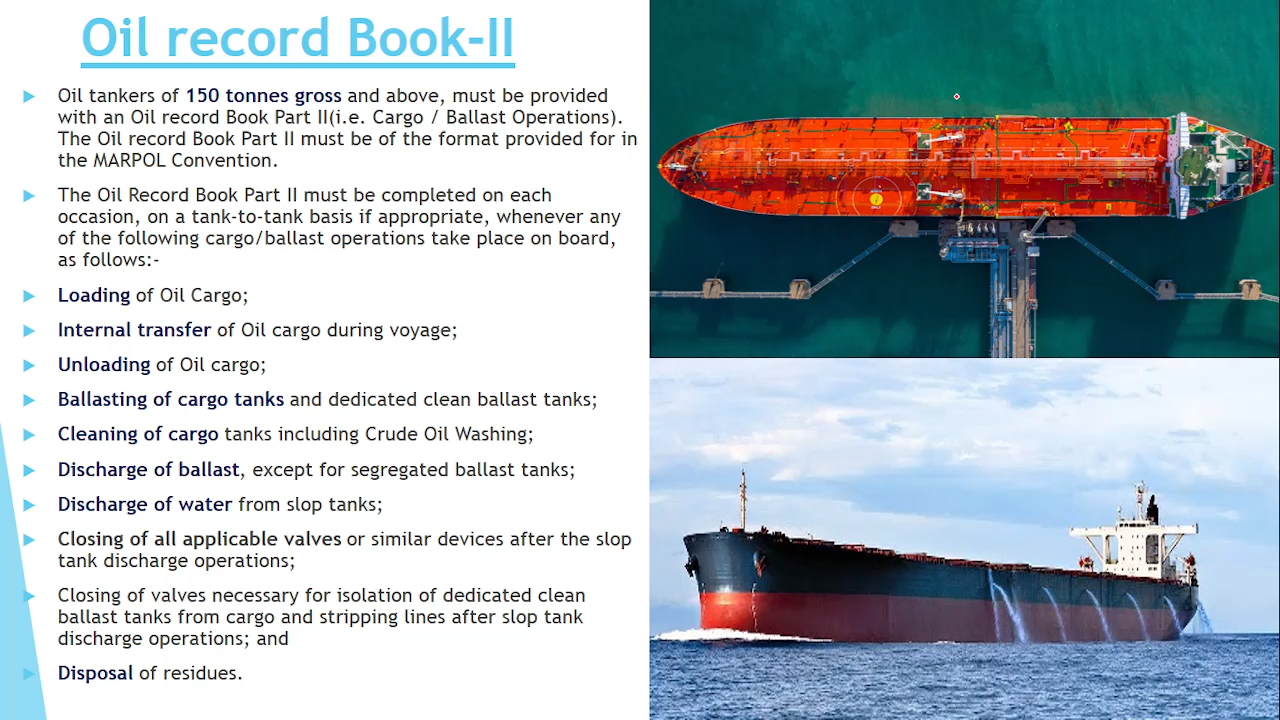 Oil record Book-II
Oil tankers of 150 tonnes gross and above, must be provided
with an Oil record Book Part II(i.e. Cargo / Ballast Operations).
The Oil record Book Part II must be of the format provided for in
the MARPOL Convention.
The Oil Record Book Part II must be completed on each
occasion, on a tank-to-tank basis if appropriate, whenever any
of the following cargo/ballast operations take place on board,
as follows:-
Loading of Oil Cargo;
Internal transfer of Oil cargo during voyage;
Unloading of Oil cargo;
Ballasting of cargo tanks and dedicated clean ballast tanks;
Cleaning of cargo tanks including Crude Oil Washing;
Discharge of ballast, except for segregated ballast tanks;
Discharge of water from slop tanks;
Closing of all applicable valves or similar devices after the slop
tank discharge operations;
Closing of valves necessary for isolation of dedicated clean
ballast tanks from cargo and stripping lines after slop tank
discharge operations; and
Disposal of residues.